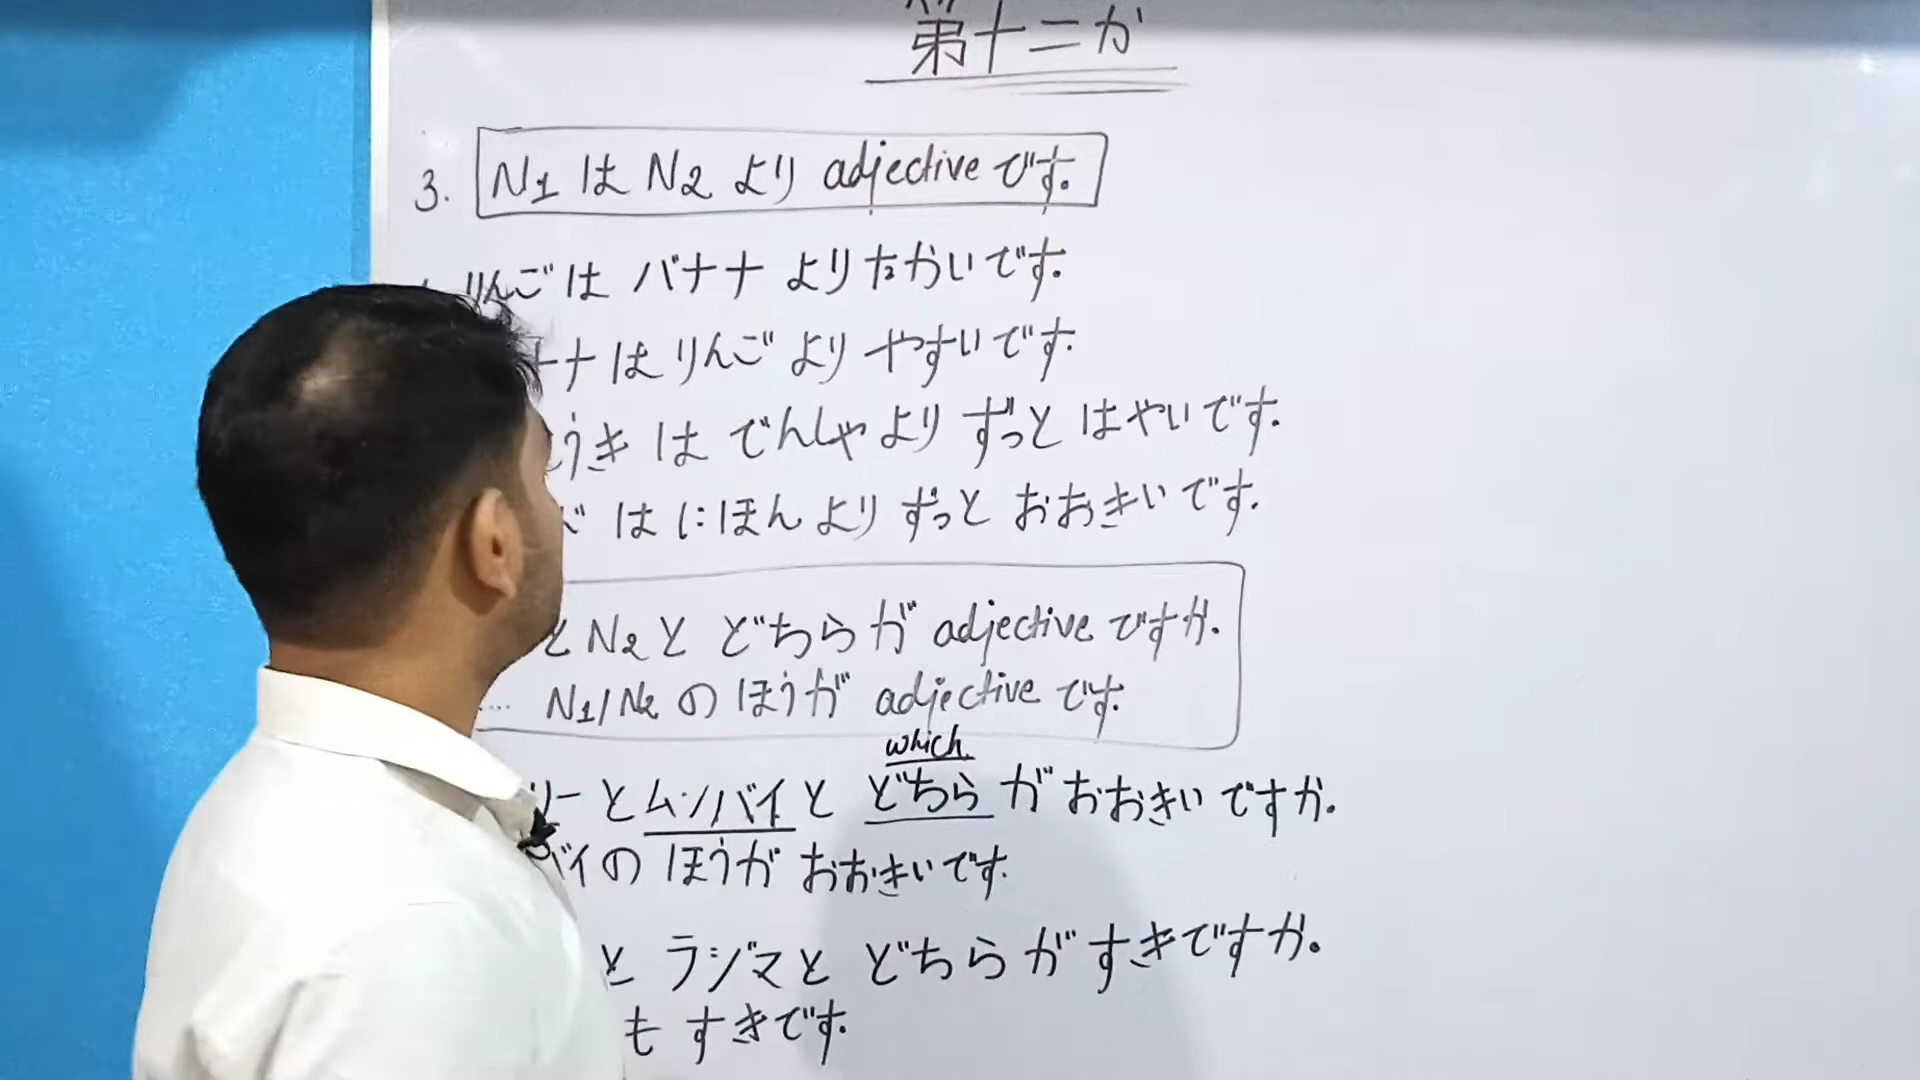 第十二か
3. N1 は N2 より adjective です。
りんごは バナナ より たかいです。
ナナ は りんご より やすいです。
うき は でんしゃ より ずっと はやいです。
は にほん より ずっと おおきいです。
と N2 と どちらが adjective ですか。
.... N1/N2 の ほうが adjective です。
which
リーとムンバイと どちら が おおきい ですか。
バイの ほうが おおきいです。
と ラジマと どちらが すきですか。
も すきです。